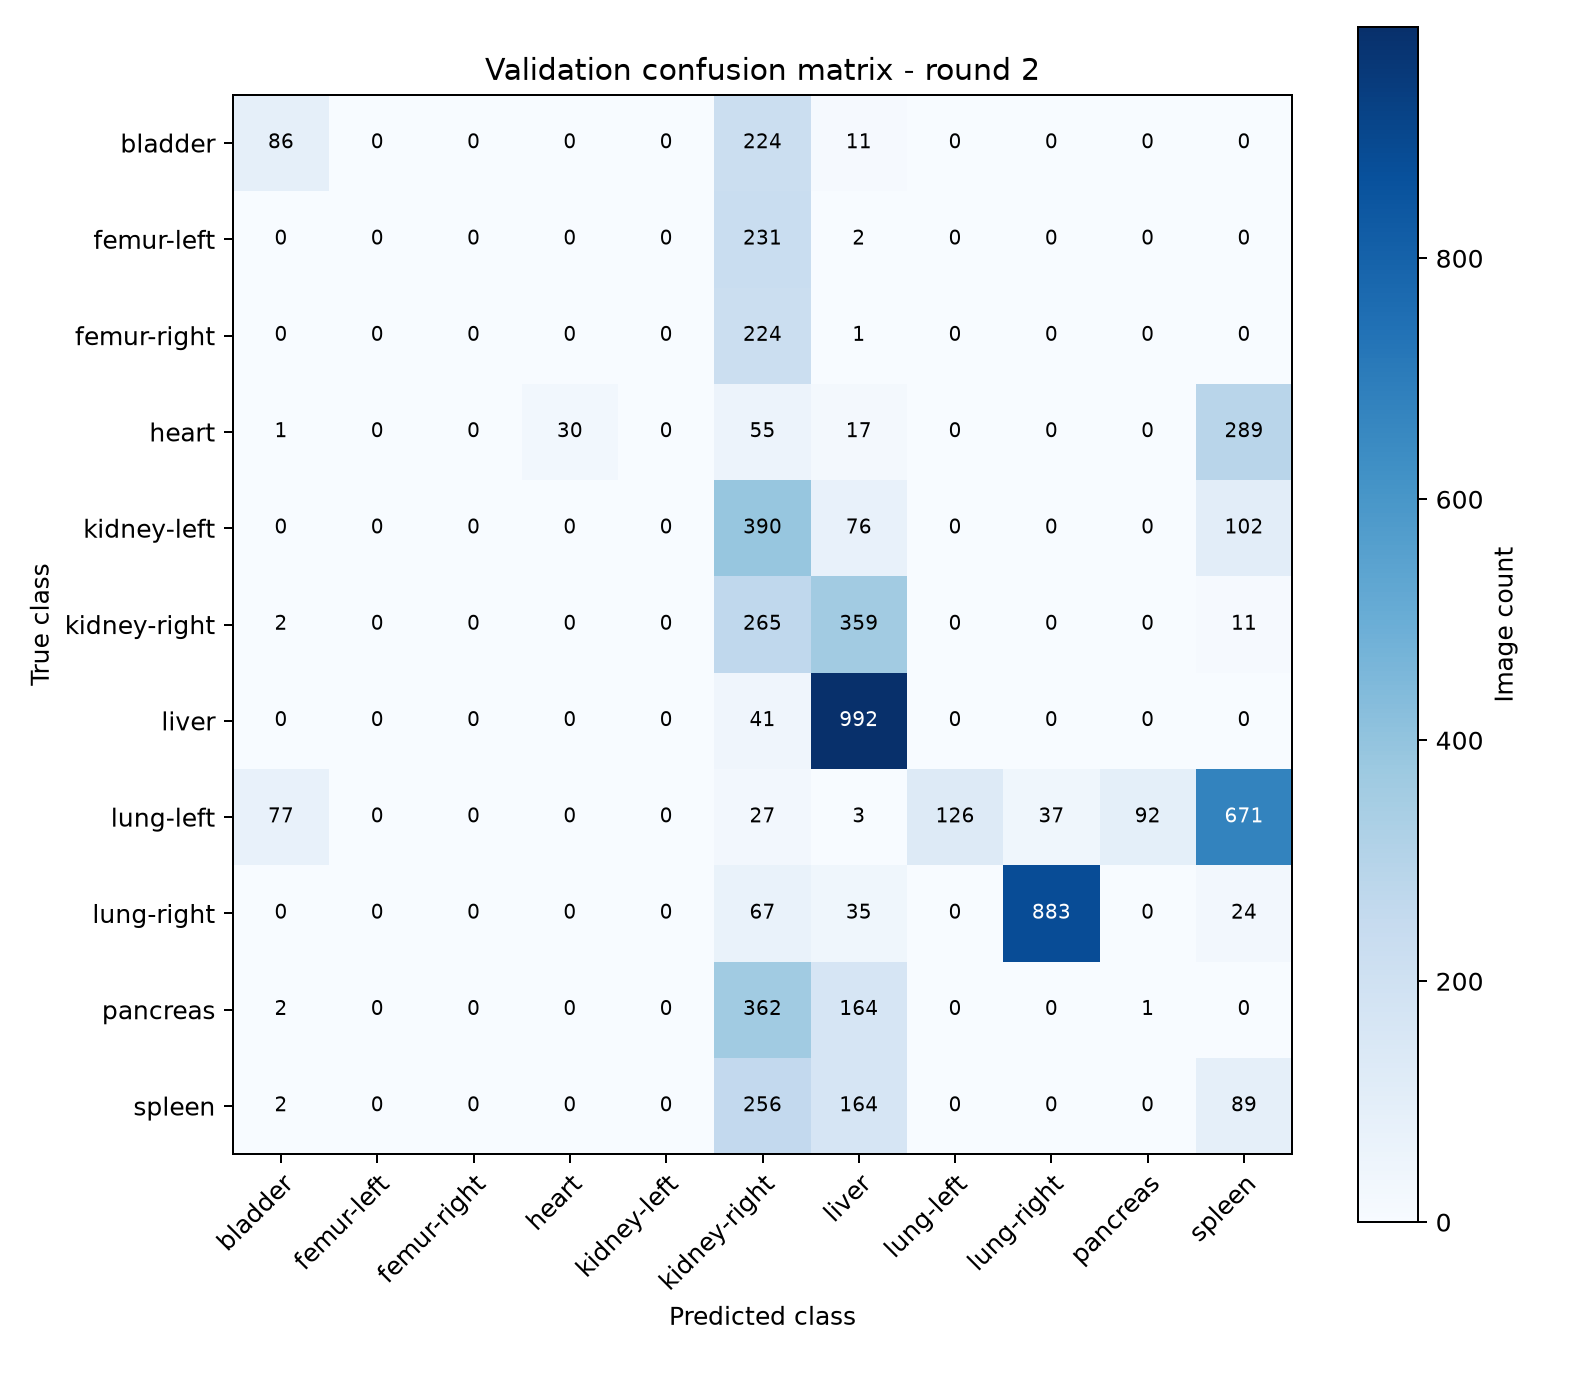 Validation confusion matrix - round 2
bladder 86 0 0 0 0 224 11 0 0 0 0
femur-left 0 0 0 0 0 231 2 0 0 0 0
femur-right 0 0 0 0 0 224 1 0 0 0 0
heart 1 0 0 30 0 55 17 0 0 0 289
kidney-left 0 0 0 0 0 390 76 0 0 0 102
kidney-right 2 0 0 0 0 265 359 0 0 0 11
liver 0 0 0 0 0 41 992 0 0 0 0
lung-left 77 0 0 0 0 27 3 126 37 92 671
lung-right 0 0 0 0 0 67 35 0 883 0 24
pancreas 2 0 0 0 0 362 164 0 0 1 0
spleen 2 0 0 0 0 256 164 0 0 0 89
bladder femur-left femur-right heart kidney-left kidney-right liver lung-left lung-right pancreas spleen
Predicted class
True class
800
600
400
200
0
Image count